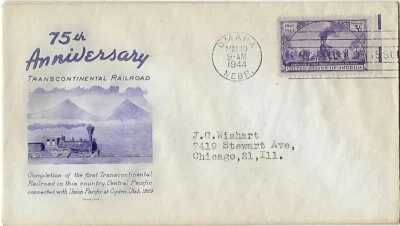 75th
Anniversary
TRANSCONTINENTAL RAILROAD
Completion of the first Transcontinental
Railroad in this country, Central Pacific
connected with Union Pacific at Ogden, Utah 1869
OMAHA
MAY 10
9-AM
1944
NEBR.
3¢
UNITED STATES OF AMERICA
J.C.Wishart
7419 Stewart Ave,
Chicago,21,Ill.